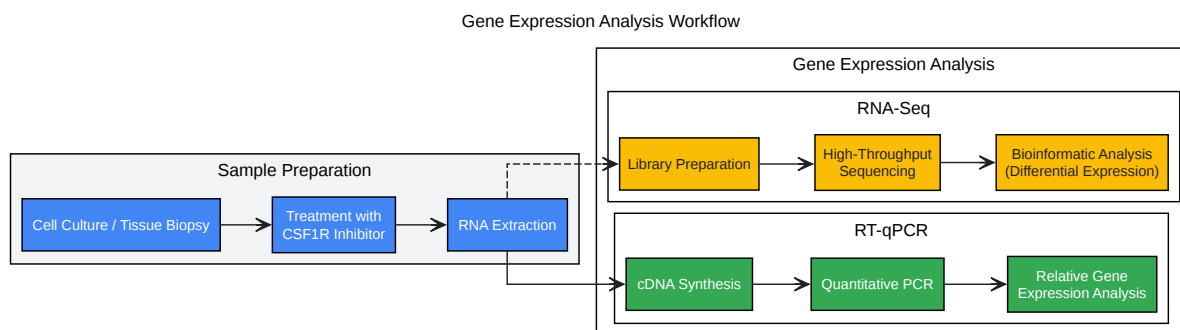 Gene Expression Analysis Workflow
Gene Expression Analysis
RNA-Seq
Library Preparation
High-Throughput
Sequencing
Bioinformatic Analysis
(Differential Expression)
Sample Preparation
Cell Culture / Tissue Biopsy
Treatment with
CSF1R Inhibitor
RNA Extraction
RT-qPCR
cDNA Synthesis
Quantitative PCR
Relative Gene
Expression Analysis